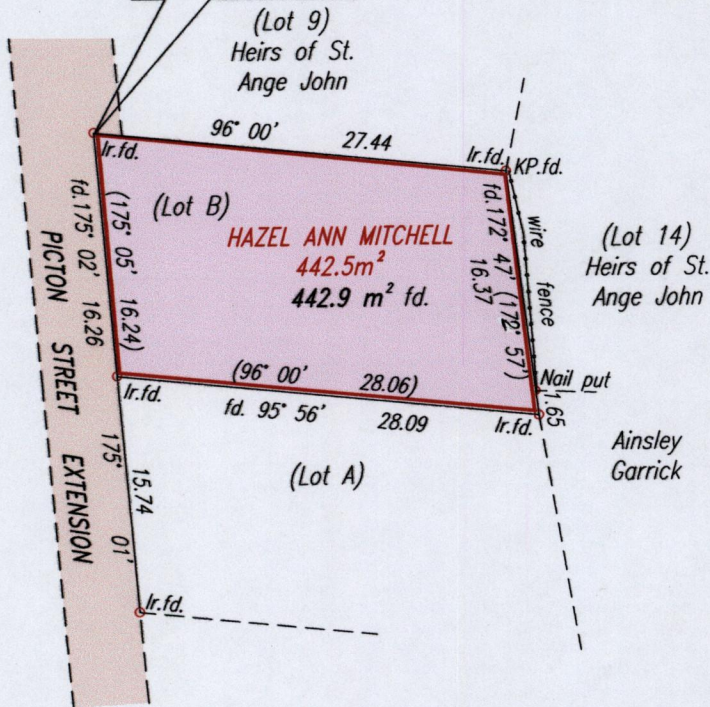 (Lot 9)
Heirs of St.
Ange John
96° 00' 27.44
Ir.fd.
Ir.fd.
KP.fd.
(Lot B)
HAZEL ANN MITCHELL
442.5m²
442.9 m² fd.
(175° 05' 16.24)
fd.175° 02' 16.26
fd.172° 47' (172° 57')
16.37
wire fence
(Lot 14)
Heirs of St.
Ange John
PICTON STREET EXTENSION
(96° 00' 28.06)
fd. 95° 56' 28.09
Ir.fd.
Ir.fd.
Nail put
1.65
Ainsley
Garrick
(Lot A)
175° 01'
15.74
Ir.fd.